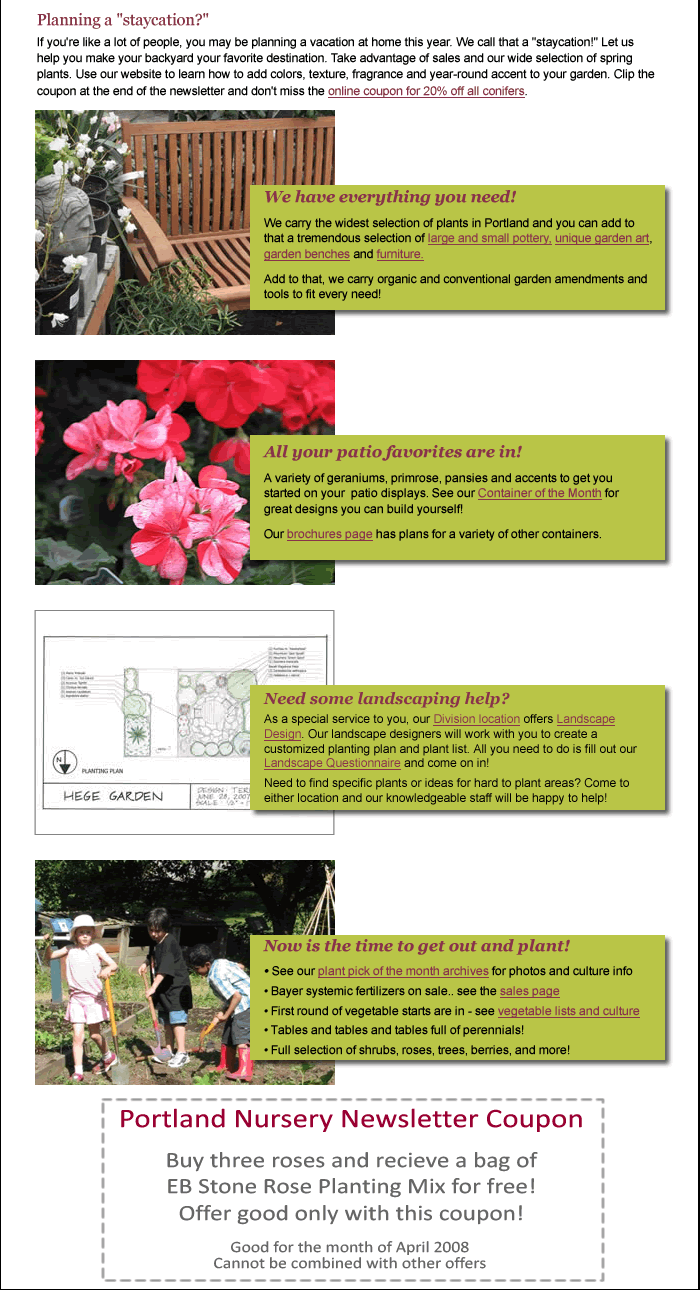 Planning a "staycation?"
If you're like a lot of people, you may be planning a vacation at home this year. We call that a "staycation!" Let us
help you make your backyard your favorite destination. Take advantage of sales and our wide selection of spring
plants. Use our website to learn how to add colors, texture, fragrance and year-round accent to your garden. Clip the
coupon at the end of the newsletter and don't miss the online coupon for 20% off all conifers.
We have everything you need!
We carry the widest selection of plants in Portland and you can add to
that a tremendous selection of large and small pottery, unique garden art,
garden benches and furniture.
Add to that, we carry organic and conventional garden amendments and
tools to fit every need!
All your patio favorites are in!
A variety of geraniums, primrose, pansies and accents to get you
started on your patio displays. See our Container of the Month for
great designs you can build yourself!
Our brochures page has plans for a variety of other containers.
N
PLANTING PLAN
HEGE GARDEN
DESIGN:
JUNE 28, 2007
SCALE:
Need some landscaping help?
As a special service to you, our Division location offers Landscape
Design. Our landscape designers will work with you to create a
customized planting plan and plant list. All you need to do is fill out our
Landscape Questionnaire and come on in!
Need to find specific plants or ideas for hard to plant areas? Come to
either location and our knowledgeable staff will be happy to help!
Now is the time to get out and plant!
• See our plant pick of the month archives for photos and culture info
• Bayer systemic fertilizers on sale.. see the sales page
• First round of vegetable starts are in - see vegetable lists and culture
• Tables and tables and tables full of perennials!
• Full selection of shrubs, roses, trees, berries, and more!
Portland Nursery Newsletter Coupon
Buy three roses and recieve a bag of
EB Stone Rose Planting Mix for free!
Offer good only with this coupon!
Good for the month of April 2008
Cannot be combined with other offers